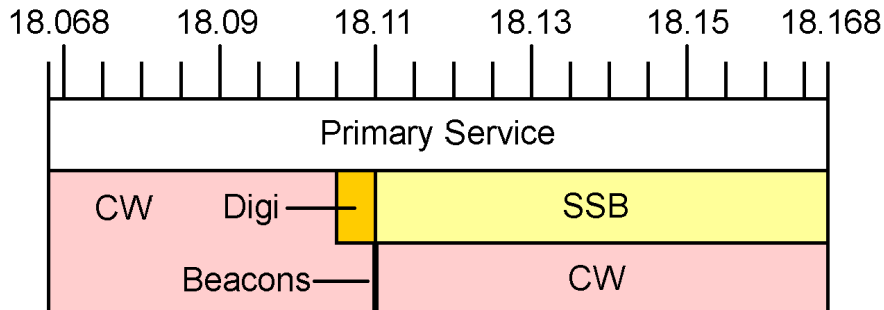 18.068 18.09 18.11 18.13 18.15 18.168
Primary Service
CW Digi SSB
Beacons CW